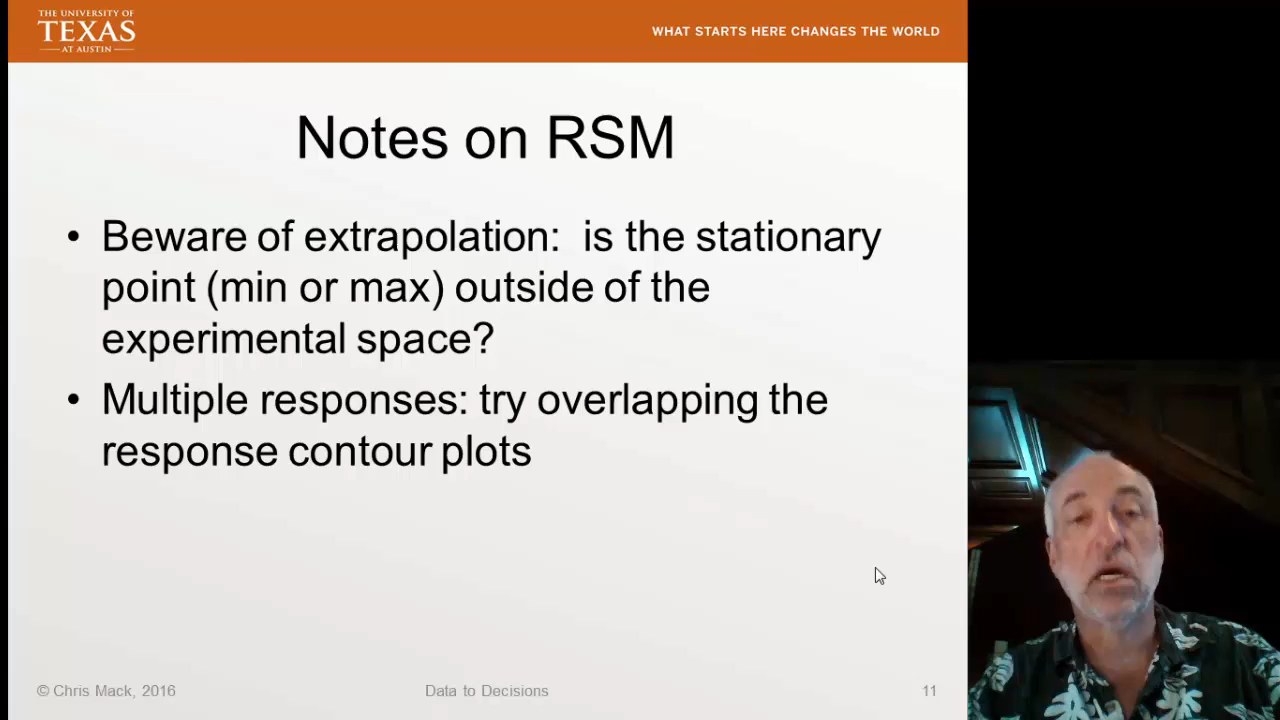 THE UNIVERSITY OF
TEXAS
AT AUSTIN
WHAT STARTS HERE CHANGES THE WORLD
Notes on RSM
• Beware of extrapolation: is the stationary
point (min or max) outside of the
experimental space?
• Multiple responses: try overlapping the
response contour plots
© Chris Mack, 2016
Data to Decisions
11